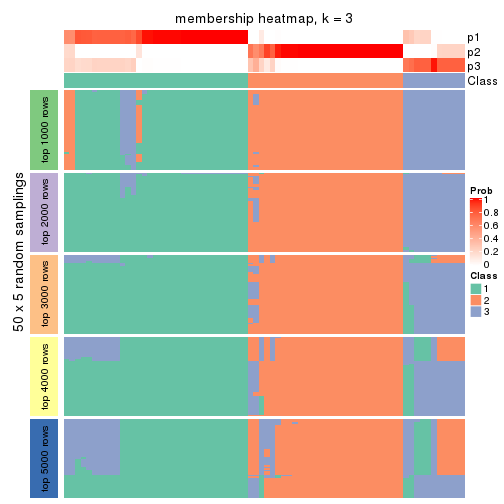 membership heatmap, k = 3
p1
p2
p3
Class
50 x 5 random samplings
top 1000 rows
top 2000 rows
top 3000 rows
top 4000 rows
top 5000 rows
Prob
1
0.8
0.6
0.4
0.2
0
Class
1
2
3